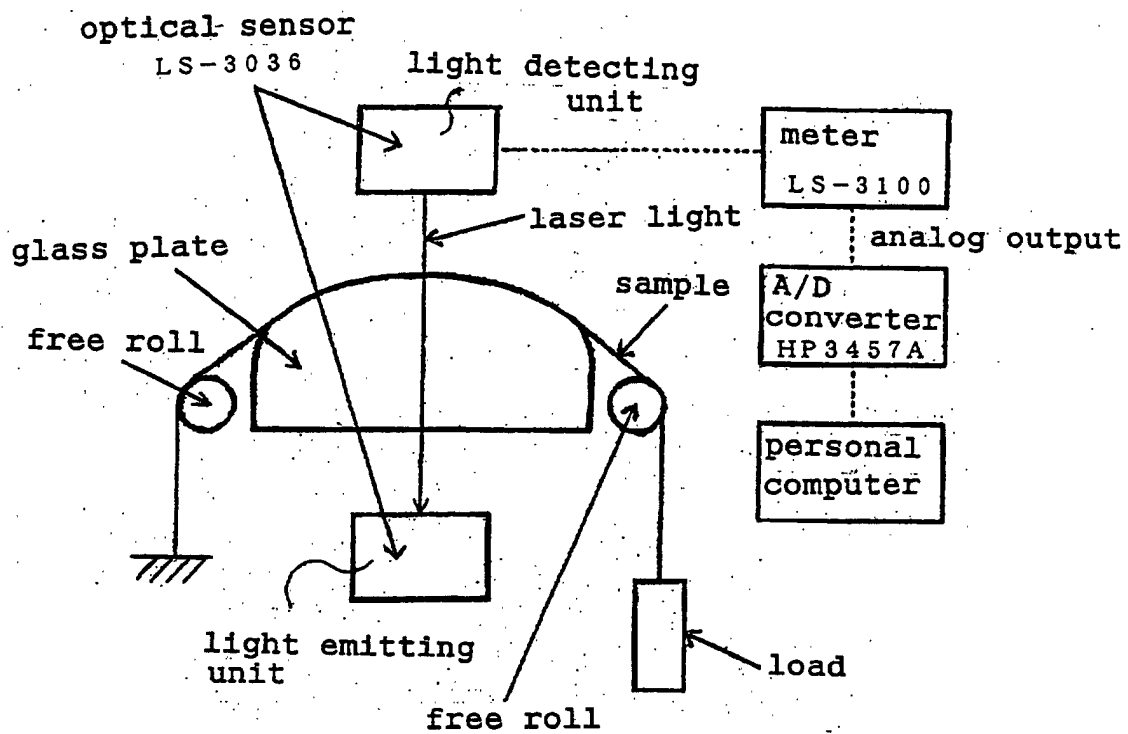 optical sensor
LS-3036
light detecting
unit
meter
LS-3100
laser light
analog output
glass plate
sample
A/D
converter
HP3457A
free roll
personal
computer
light emitting
unit
load
free roll